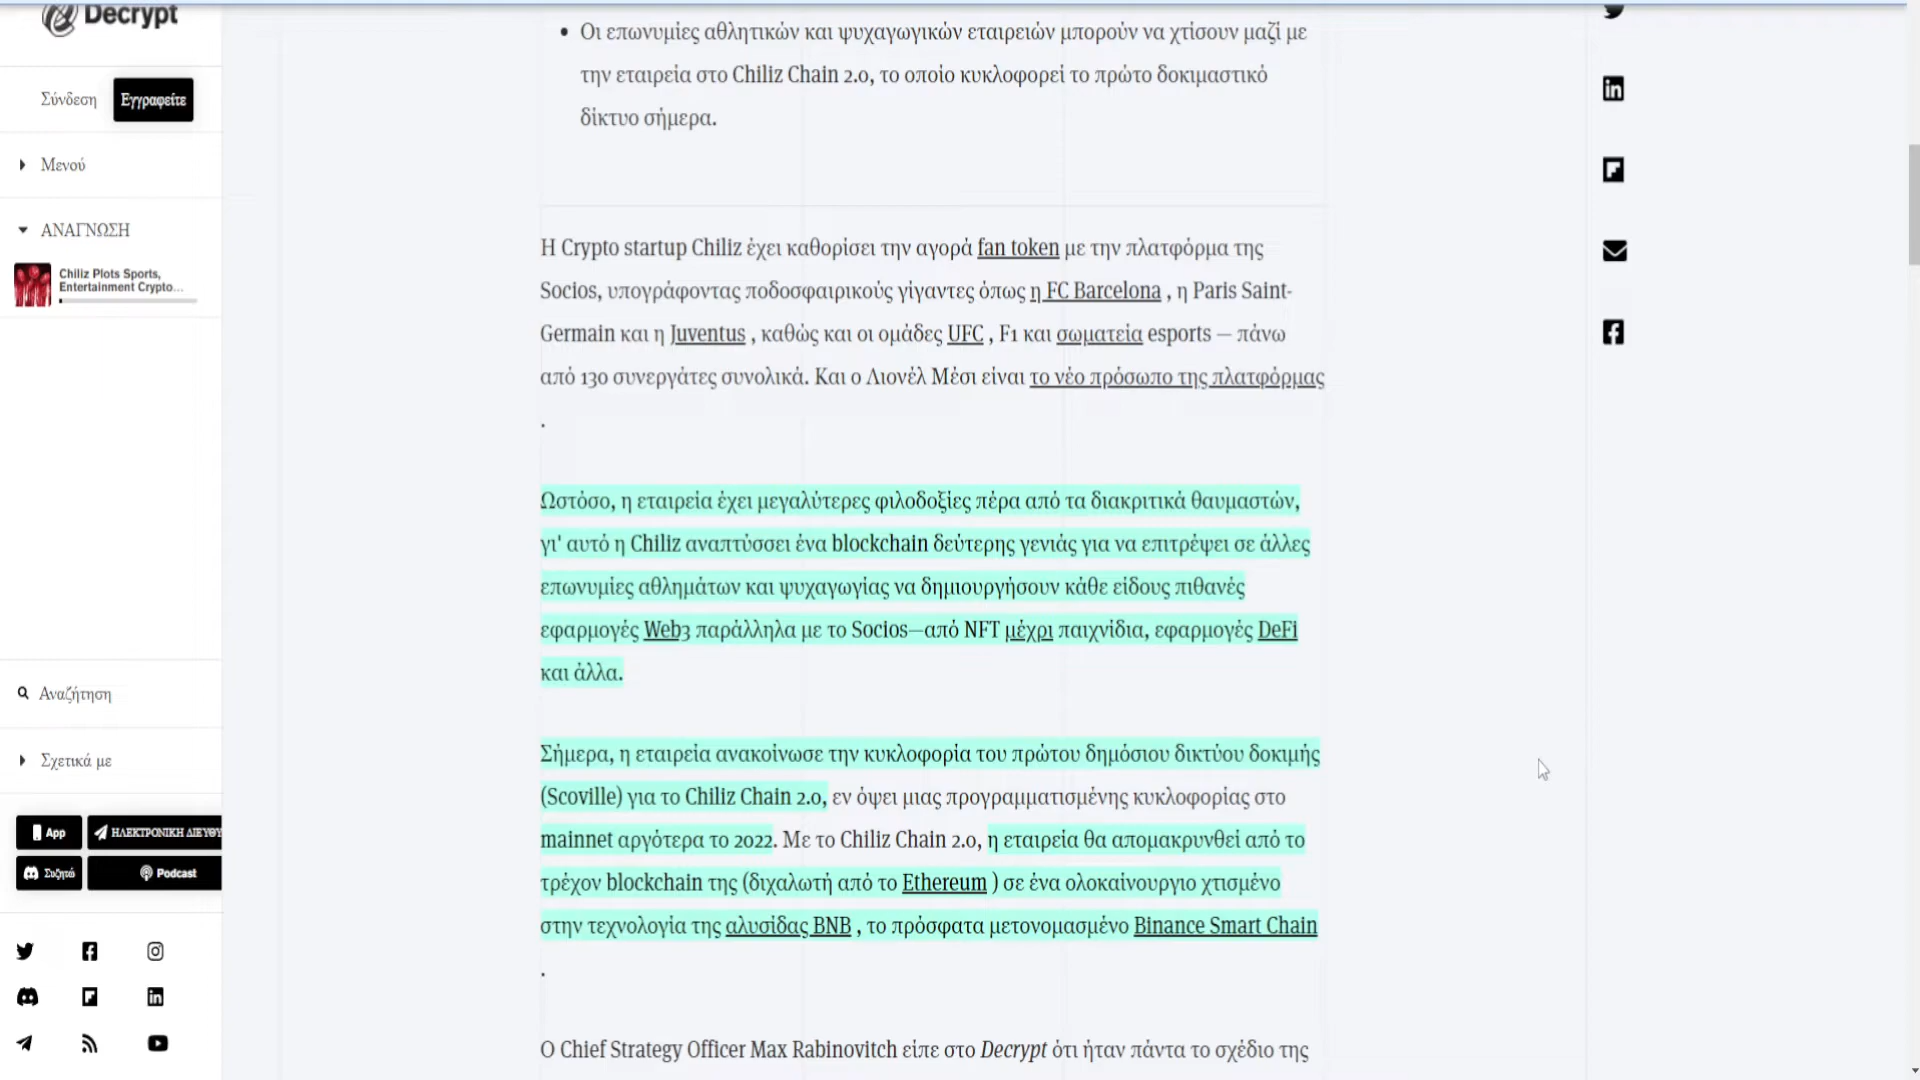 Decrypt
Σύνδεση
Εγγραφείτε
Μενού
ΑΝΑΓΝΩΣΗ
Chiliz Plots Sports,
Entertainment Crypto...
Αναζήτηση
Σχετικά με
App
ΗΛΕΚΤΡΟΝΙΚΗ ΔΙΕΥΘΥ
Συζητώ
Podcast
• Οι επωνυμίες αθλητικών και ψυχαγωγικών εταιρειών μπορούν να χτίσουν μαζί με
την εταιρεία στο Chiliz Chain 2.0, το οποίο κυκλοφορεί το πρώτο δοκιμαστικό
δίκτυο σήμερα.
Η Crypto startup Chiliz έχει καθορίσει την αγορά fan token με την πλατφόρμα της
Socios, υπογράφοντας ποδοσφαιρικούς γίγαντες όπως η FC Barcelona , η Paris Saint-
Germain και η Juventus , καθώς και οι ομάδες UFC , F1 και σωματεία esports — πάνω
από 130 συνεργάτες συνολικά. Και ο Λιονέλ Μέσι είναι το νέο πρόσωπο της πλατφόρμας
.
Ωστόσο, η εταιρεία έχει μεγαλύτερες φιλοδοξίες πέρα από τα διακριτικά θαυμαστών,
γι' αυτό η Chiliz αναπτύσσει ένα blockchain δεύτερης γενιάς για να επιτρέψει σε άλλες
επωνυμίες αθλημάτων και ψυχαγωγίας να δημιουργήσουν κάθε είδους πιθανές
εφαρμογές Web3 παράλληλα με το Socios—από NFT μέχρι παιχνίδια, εφαρμογές DeFi
και άλλα.
Σήμερα, η εταιρεία ανακοίνωσε την κυκλοφορία του πρώτου δημόσιου δικτύου δοκιμής
(Scoville) για το Chiliz Chain 2.0, εν όψει μιας προγραμματισμένης κυκλοφορίας στο
mainnet αργότερα το 2022. Με το Chiliz Chain 2.0, η εταιρεία θα απομακρυνθεί από το
τρέχον blockchain της (διχαλωτή από το Ethereum ) σε ένα ολοκαίνουργιο χτισμένο
στην τεχνολογία της αλυσίδας BNB , το πρόσφατα μετονομασμένο Binance Smart Chain
.
Ο Chief Strategy Officer Max Rabinovitch είπε στο Decrypt ότι ήταν πάντα το σχέδιο της